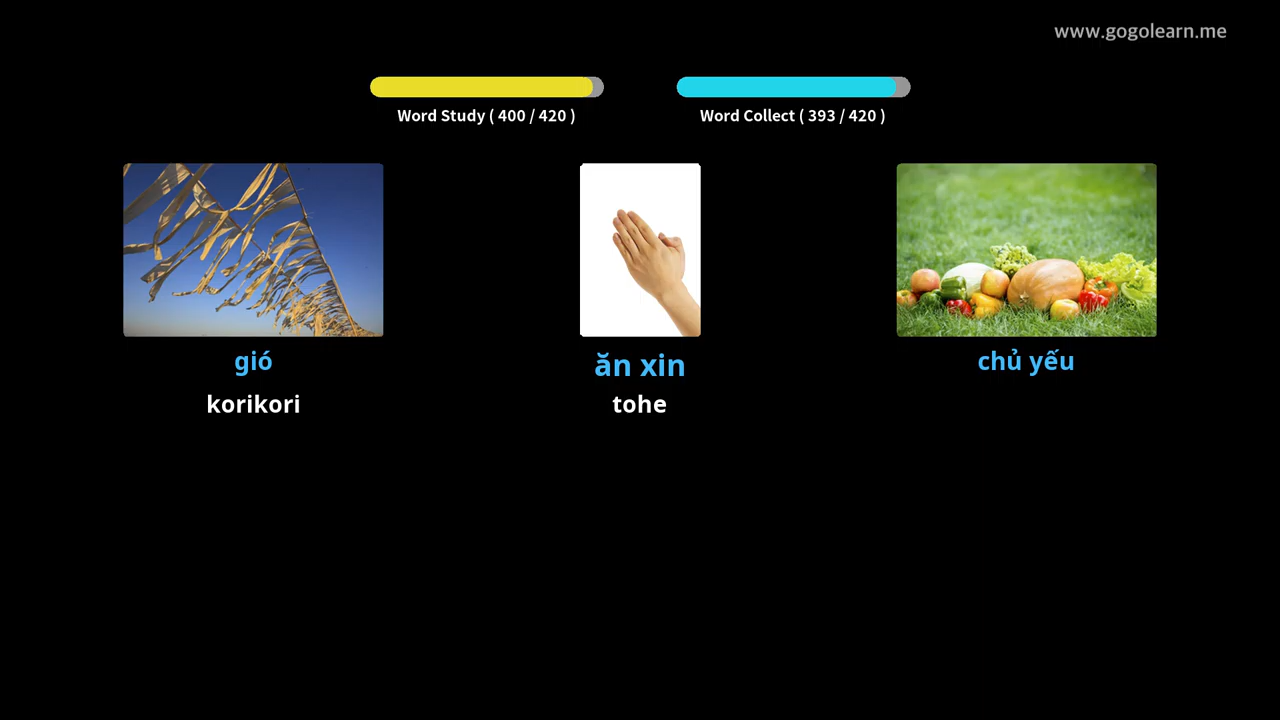 www.gogolearn.me
Word Study ( 400 / 420 )
Word Collect ( 393 / 420 )
gió
ăn xin
chủ yếu
korikori
tohe